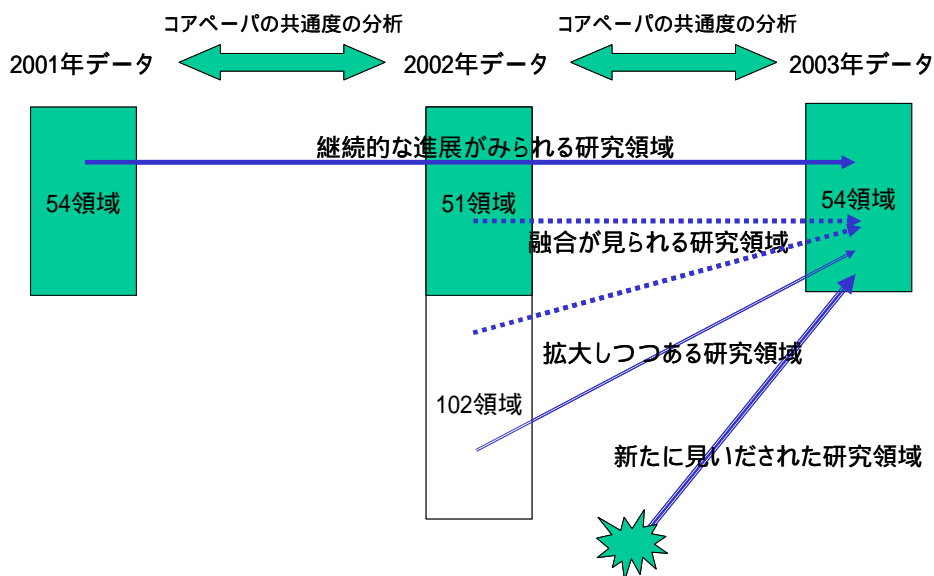 コアペーパの共通度の分析
コアペーパの共通度の分析
2001年データ
2002年データ
2003年データ
継続的な進展がみられる研究領域
54領域
51領域
54領域
融合が見られる研究領域
拡大しつつある研究領域
102領域
新たに見いだされた研究領域